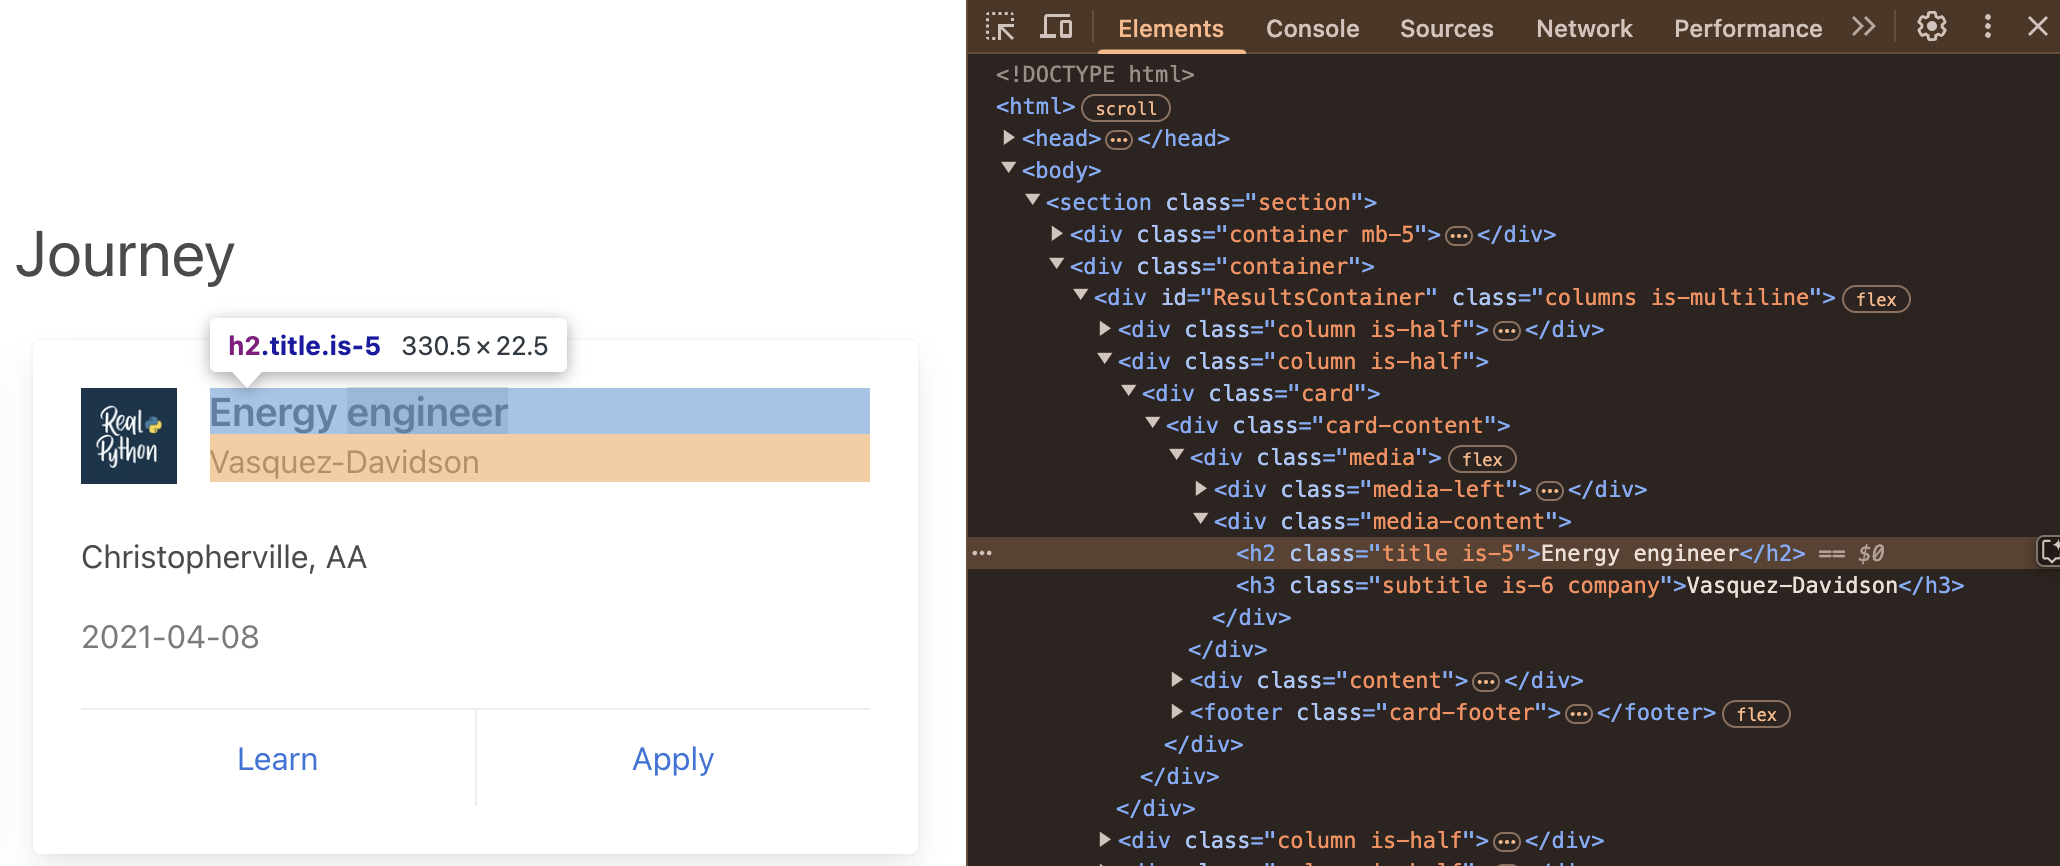 Journey
h2.title.is-5 330.5 × 22.5
Real
Python
Energy engineer
Vasquez-Davidson
Christopherville, AA
2021-04-08
Learn Apply
Elements Console Sources Network Performance
<!DOCTYPE html>
<html> scroll
<head> ••• </head>
<body>
<section class="section">
<div class="container mb-5"> ••• </div>
<div class="container">
<div id="ResultsContainer" class="columns is-multiline"> flex
<div class="column is-half"> ••• </div>
<div class="column is-half">
<div class="card">
<div class="card-content">
<div class="media"> flex
<div class="media-left"> ••• </div>
<div class="media-content">
••• <h2 class="title is-5">Energy engineer</h2> == $0
<h3 class="subtitle is-6 company">Vasquez-Davidson</h3>
</div>
</div>
<div class="content"> ••• </div>
<footer class="card-footer"> ••• </footer> flex
</div>
</div>
</div>
<div class="column is-half"> ••• </div>